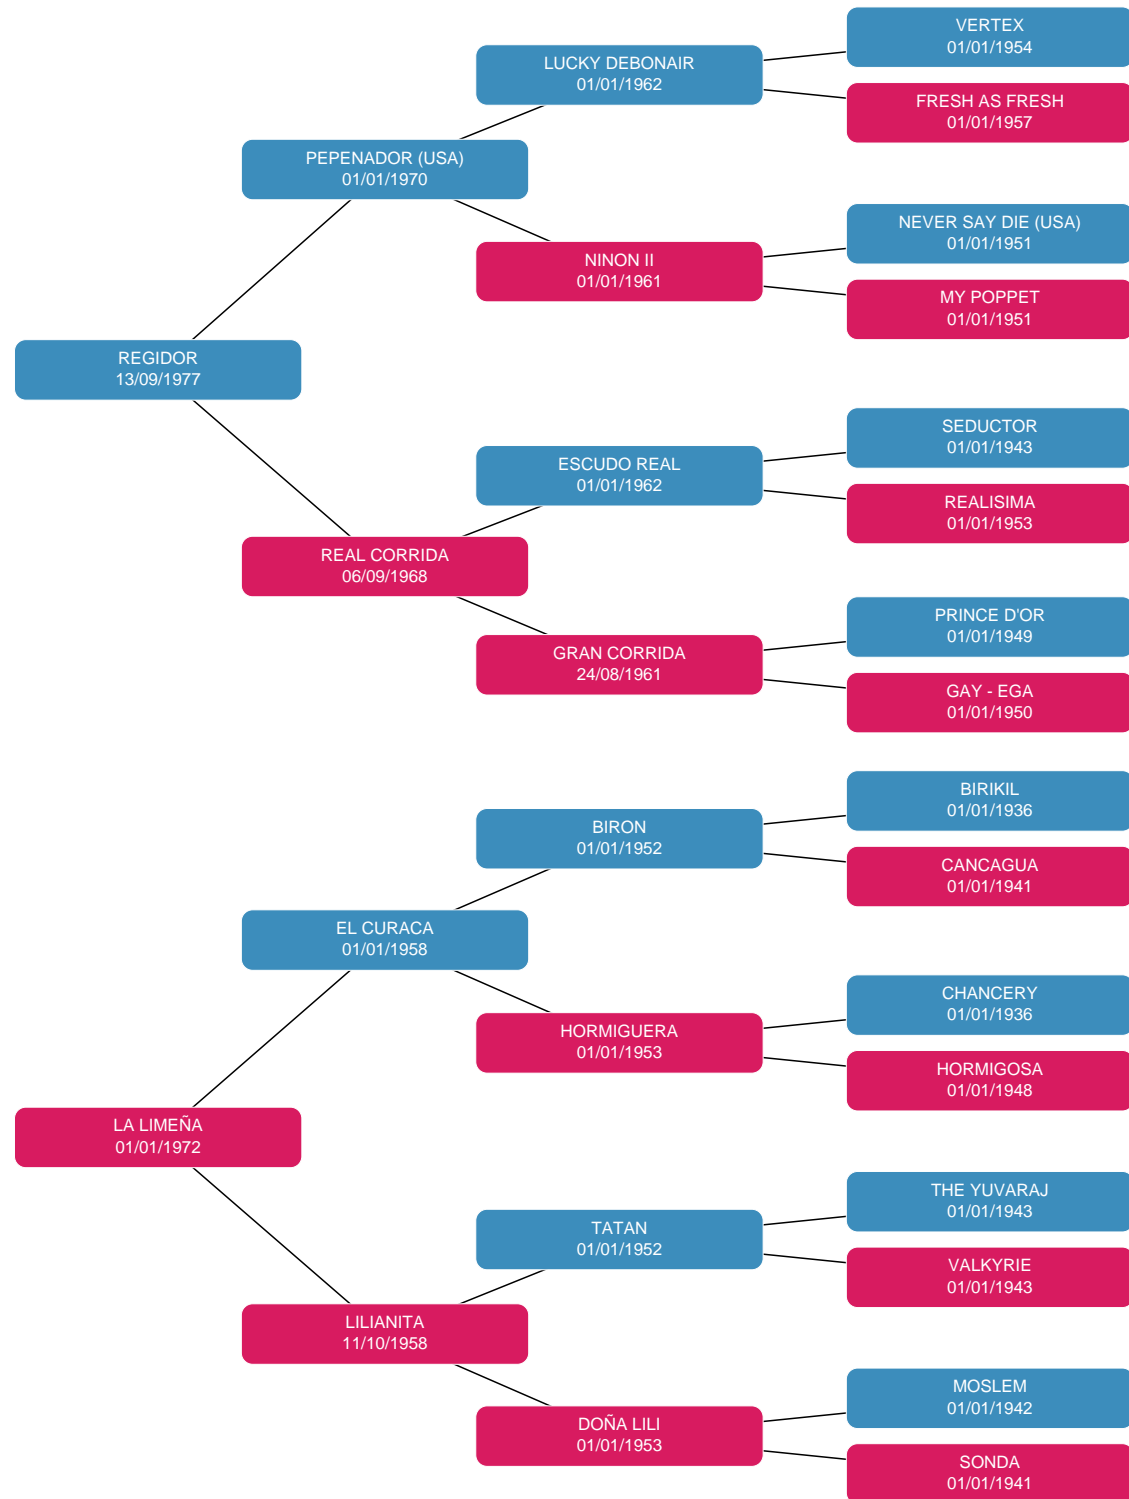 VERTEX
01/01/1954
LUCKY DEBONAIR
01/01/1962
FRESH AS FRESH
01/01/1957
PEPENADOR (USA)
01/01/1970
NEVER SAY DIE (USA)
01/01/1951
NINON II
01/01/1961
MY POPPET
01/01/1951
REGIDOR
13/09/1977
SEDUCTOR
01/01/1943
ESCUDO REAL
01/01/1962
REALISIMA
01/01/1953
REAL CORRIDA
06/09/1968
PRINCE D'OR
01/01/1949
GRAN CORRIDA
24/08/1961
GAY - EGA
01/01/1950
BIRIKIL
01/01/1936
BIRON
01/01/1952
CANCAGUA
01/01/1941
EL CURACA
01/01/1958
CHANCERY
01/01/1936
HORMIGUERA
01/01/1953
HORMIGOSA
01/01/1948
LA LIMEÑA
01/01/1972
THE YUVARAJ
01/01/1943
TATAN
01/01/1952
VALKYRIE
01/01/1943
LILIANITA
11/10/1958
MOSLEM
01/01/1942
DOÑA LILI
01/01/1953
SONDA
01/01/1941